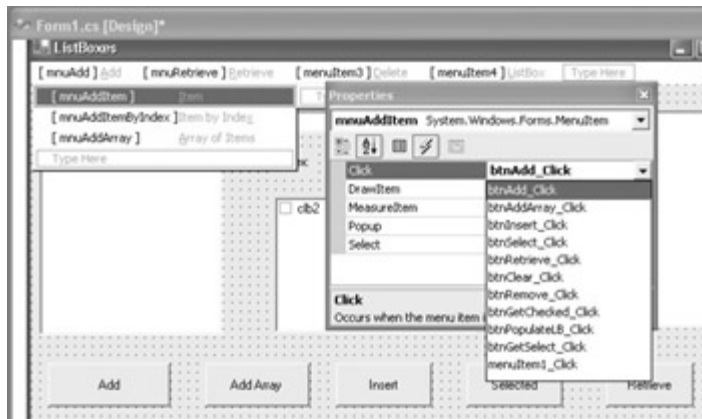 Form1.cs [Design]*
ListBoxes
[ mnuAdd ] Add [ mnuRetrieve ] Retrieve [ menuItem3 ] Delete [ menuItem4 ] ListBox Type Here
[ mnuAddItem ] Item
[ mnuAddItemByIndex ] Item by Index
[ mnuAddArray ] Array of Items
Type Here
Properties
mnuAddItem System.Windows.Forms.MenuItem
Click btnAdd_Click
DrawItem
MeasureItem
Popup
Select
btnAdd_Click
btnAddArray_Click
btnInsert_Click
btnSelect_Click
btnRetrieve_Click
btnClear_Click
btnRemove_Click
btnGetChecked_Click
btnPopulateLB_Click
btnGetSelect_Click
menuItem1_Click
clb2
Click
Occurs when the menu item
Add
Add Array
Insert
Selected
Retrieve